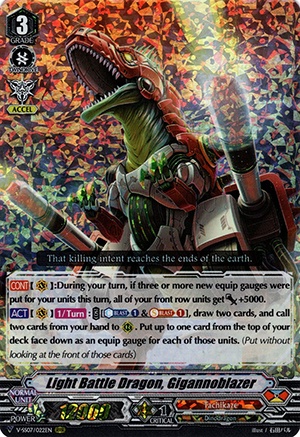 3
GRADE
ACCEL
That killing intent reaches the ends of the earth.
CONT :During your turn, if three or more new equip gauges were
put for your units this turn, all of your front row units get +5000.
ACT 1/Turn : BLAST 1 & BLAST 1 , draw two cards, and call
two cards from your hand to . Put up to one card from the top of your
deck face down as an equip gauge for each of those units. (Put without
looking at the front of those cards)
Light Battle Dragon, Gigannoblazer
NORMAL
UNIT
POWER
1
CRITICAL
Tachikaze
DinoDragon
V-SS07/022EN RRR